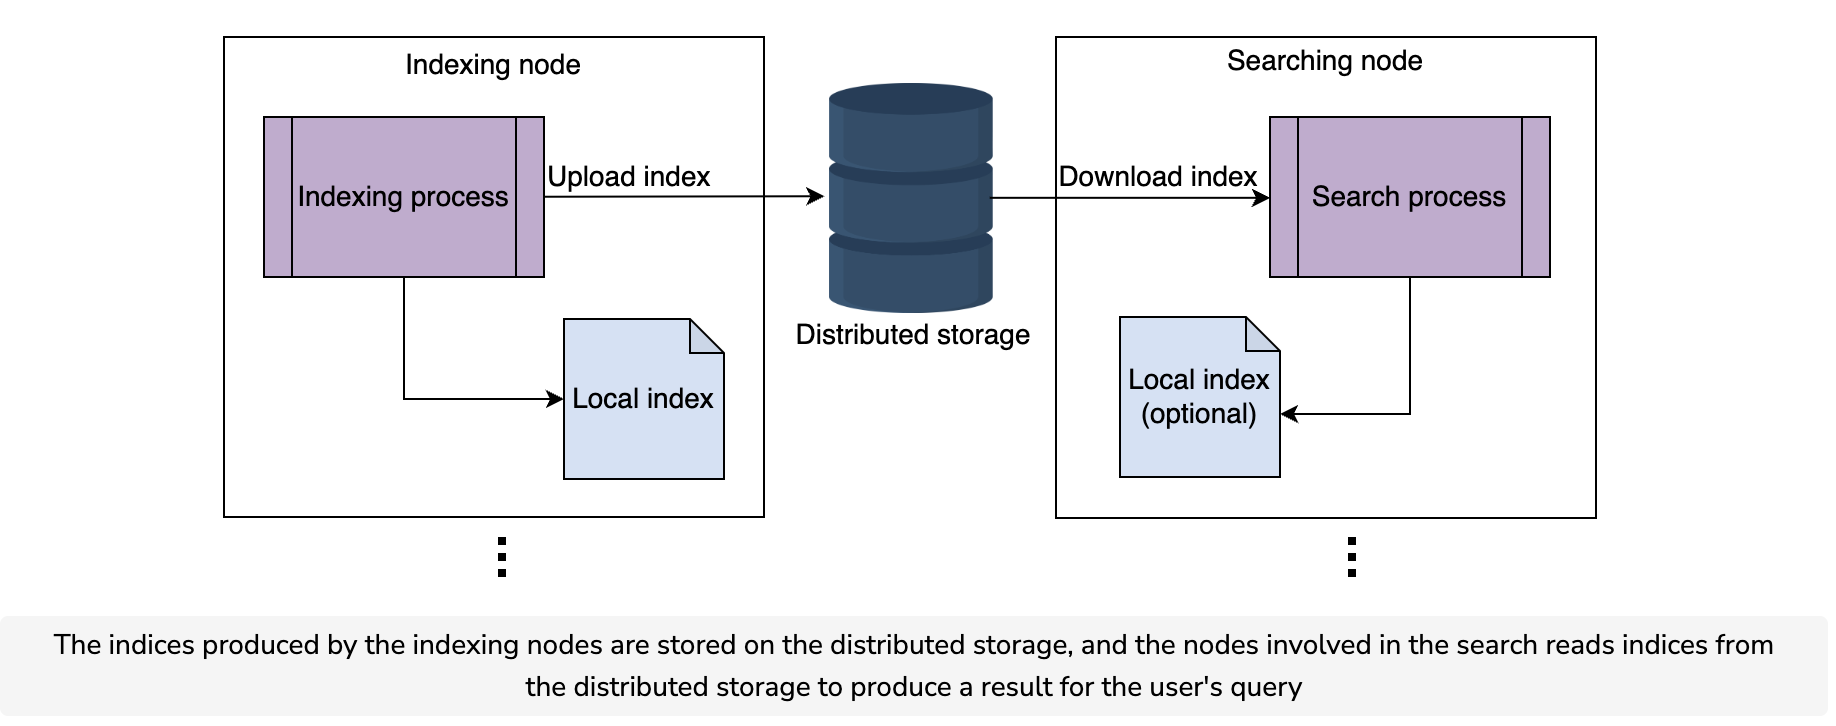 Indexing node
Searching node
Indexing process
Upload index
Download index
Search process
Distributed storage
Local index
Local index
(optional)
The indices produced by the indexing nodes are stored on the distributed storage, and the nodes involved in the search reads indices from
the distributed storage to produce a result for the user's query